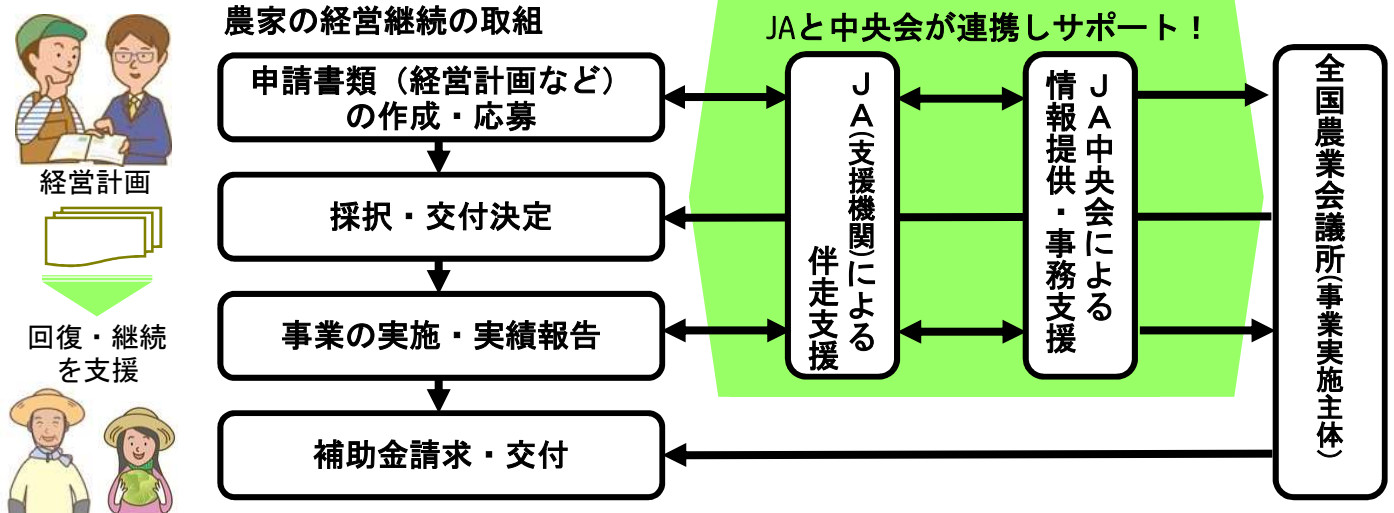 農家の経営継続の取組
JAと中央会が連携しサポート！
経営計画
回復・継続
を支援
申請書類（経営計画など）
の作成・応募
採択・交付決定
事業の実施・実績報告
補助金請求・交付
ＪＡ(支援機関)による
伴走支援
ＪＡ中央会による
情報提供・事務支援
全国農業会議所(事業実施主体)